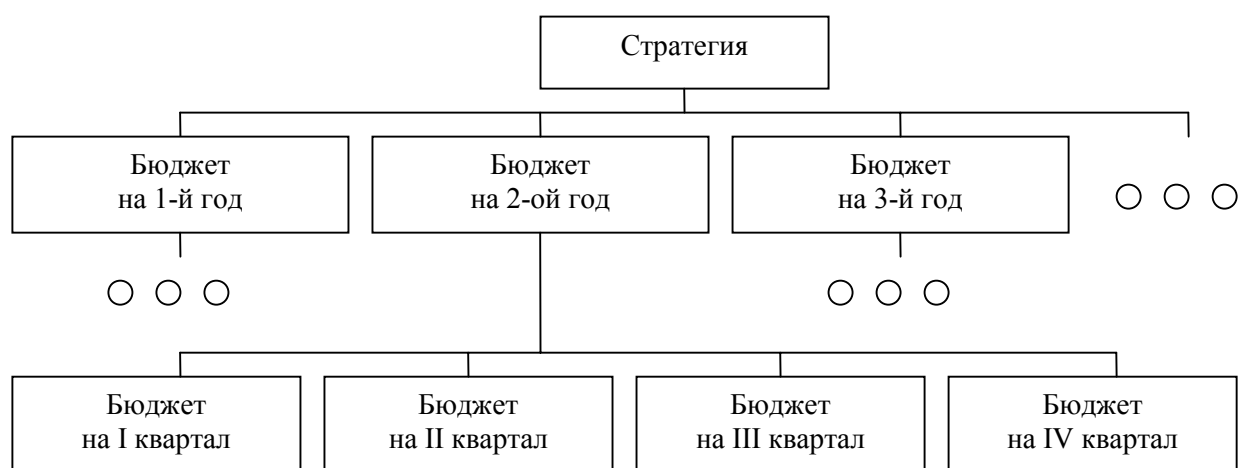 Стратегия
Бюджет
на 1-й год
Бюджет
на 2-ой год
Бюджет
на 3-й год
Бюджет
на I квартал
Бюджет
на II квартал
Бюджет
на III квартал
Бюджет
на IV квартал